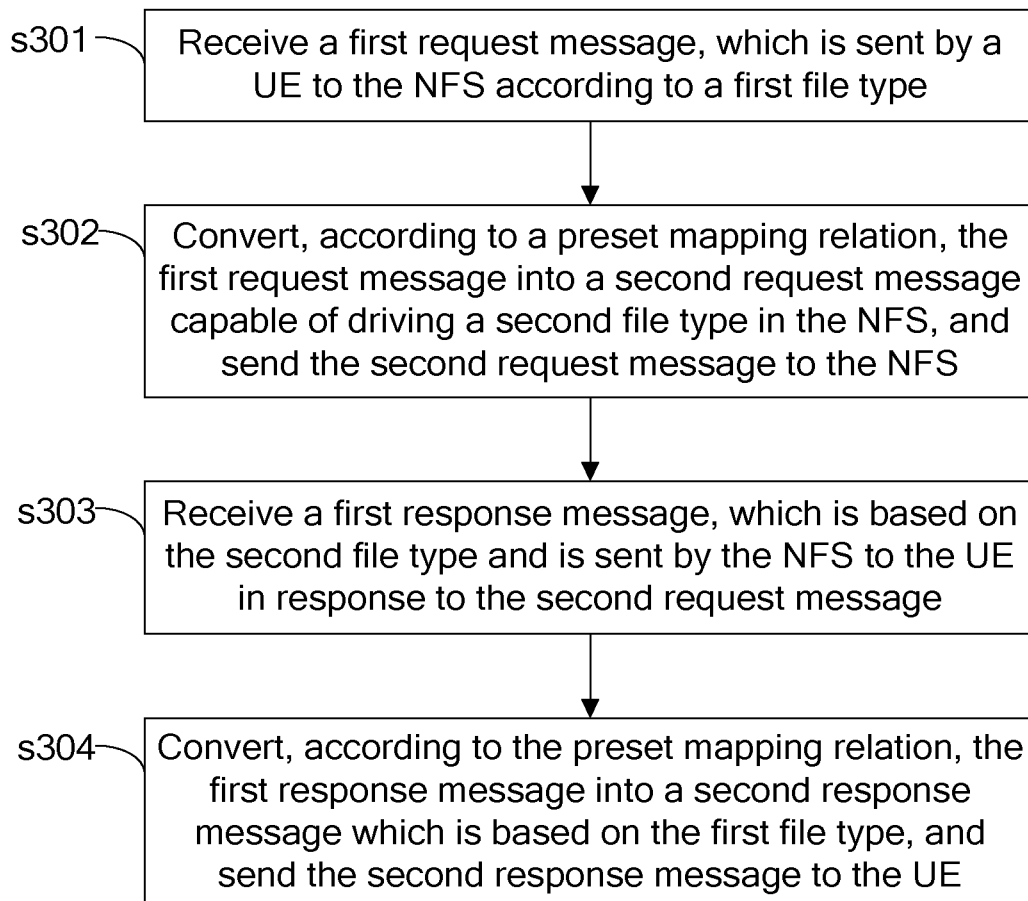 s301
Receive a first request message, which is sent by a
UE to the NFS according to a first file type
s302
Convert, according to a preset mapping relation, the
first request message into a second request message
capable of driving a second file type in the NFS, and
send the second request message to the NFS
s303
Receive a first response message, which is based on
the second file type and is sent by the NFS to the UE
in response to the second request message
s304
Convert, according to the preset mapping relation, the
first response message into a second response
message which is based on the first file type, and
send the second response message to the UE